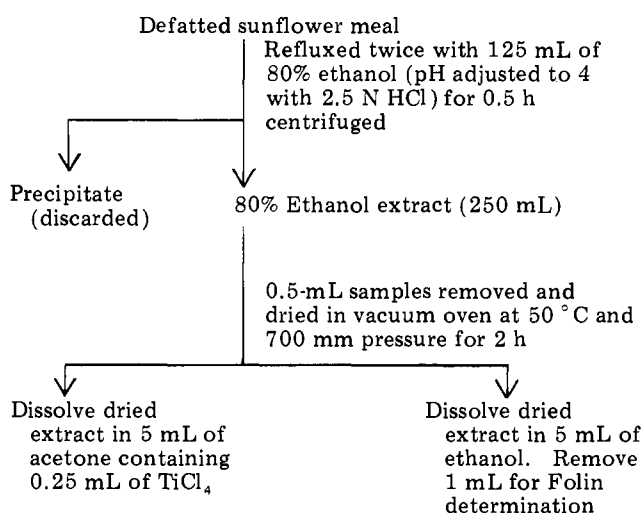 Defatted sunflower meal
Refluxed twice with 125 mL of
80% ethanol (pH adjusted to 4
with 2.5 N HCl) for 0.5 h
centrifuged
Precipitate
(discarded)
80% Ethanol extract (250 mL)
0.5-mL samples removed and
dried in vacuum oven at 50 °C and
700 mm pressure for 2 h
Dissolve dried
extract in 5 mL of
acetone containing
0.25 mL of TiCl₄
Dissolve dried
extract in 5 mL of
ethanol. Remove
1 mL for Folin
determination